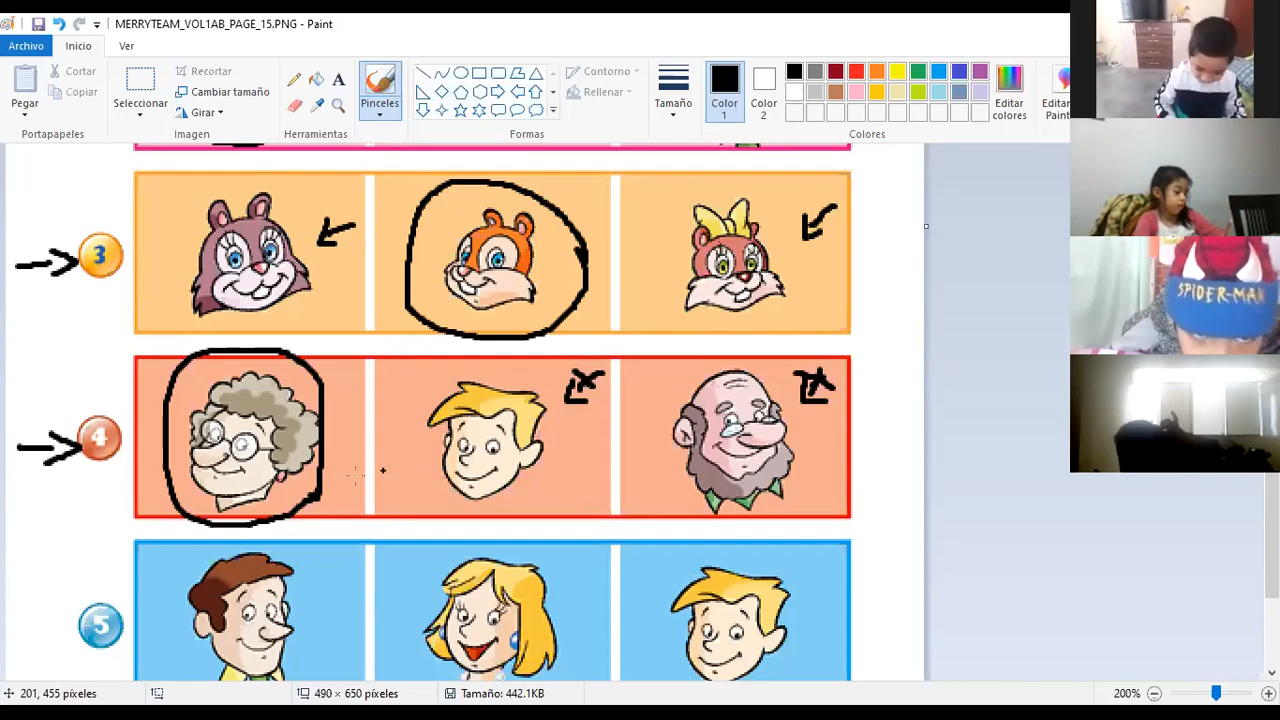 MERRYTEAM_VOL1AB_PAGE_15.PNG - Paint
Archivo Inicio Ver
Pegar
Cortar
Copiar
Portapapeles
Seleccionar
Recortar
Cambiar tamaño
Girar
Imagen
A
Herramientas
Pinceles
Contorno
Rellenar
Formas
Tamaño
Color 1
Color 2
Editar colores
Editar
Paint
Colores
SPIDER-MAN
3
4
5
201, 455 píxeles
490 × 650 píxeles
Tamaño: 442.1KB
200%